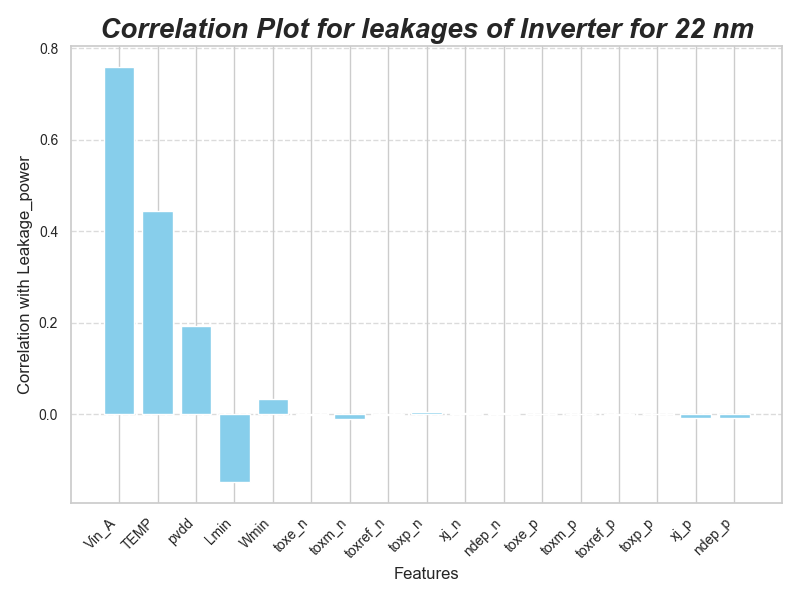 Correlation Plot for leakages of Inverter for 22 nm
Correlation with Leakage_power
0.8
0.6
0.4
0.2
0.0
Vin_A
TEMP
pvdd
Lmin
Wmin
toxe_n
toxm_n
toxref_n
toxp_n
xj_n
ndep_n
toxe_p
toxm_p
toxref_p
toxp_p
xj_p
ndep_p
Features